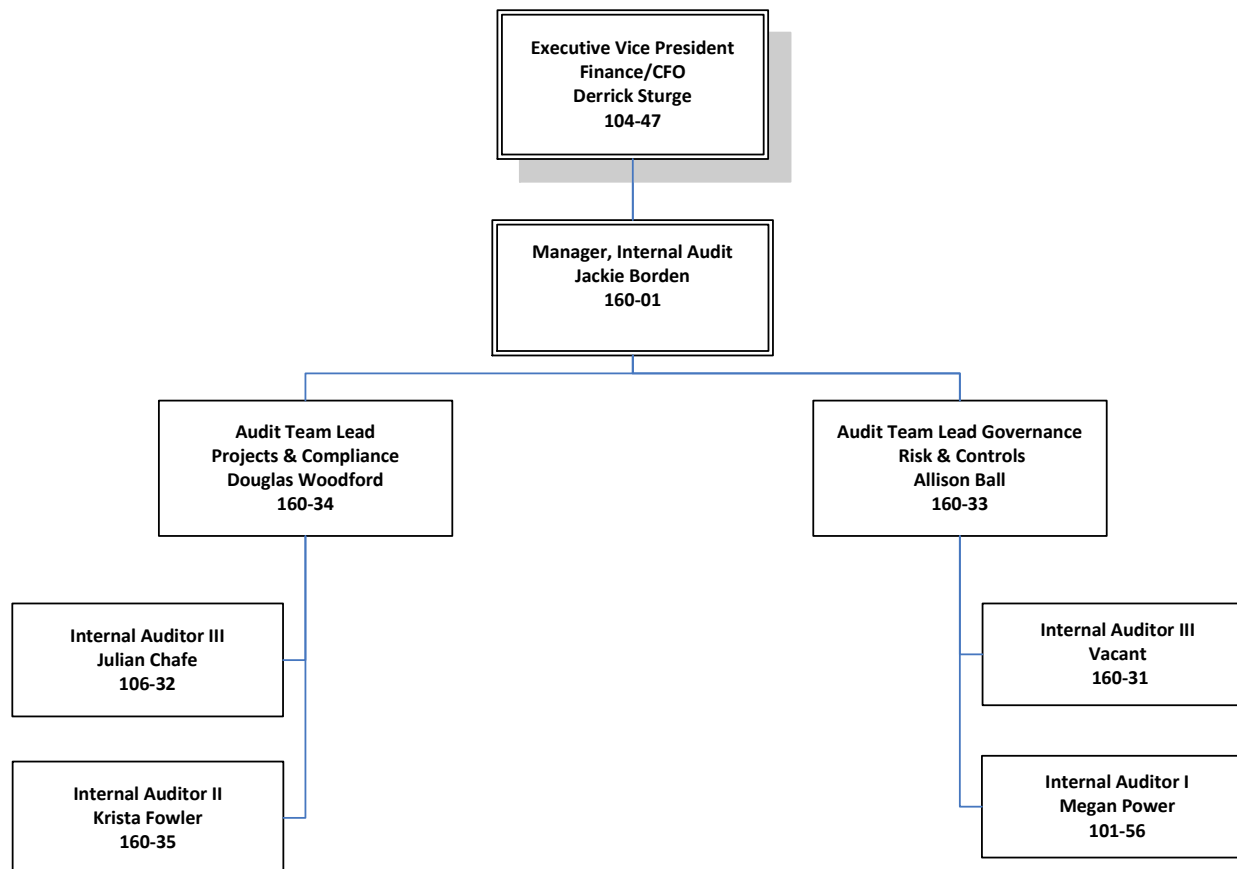 Executive Vice President
Finance/CFO
Derrick Sturge
104-47
Manager, Internal Audit
Jackie Borden
160-01
Audit Team Lead
Projects & Compliance
Douglas Woodford
160-34
Audit Team Lead Governance
Risk & Controls
Allison Ball
160-33
Internal Auditor III
Julian Chafe
106-32
Internal Auditor III
Vacant
160-31
Internal Auditor II
Krista Fowler
160-35
Internal Auditor I
Megan Power
101-56